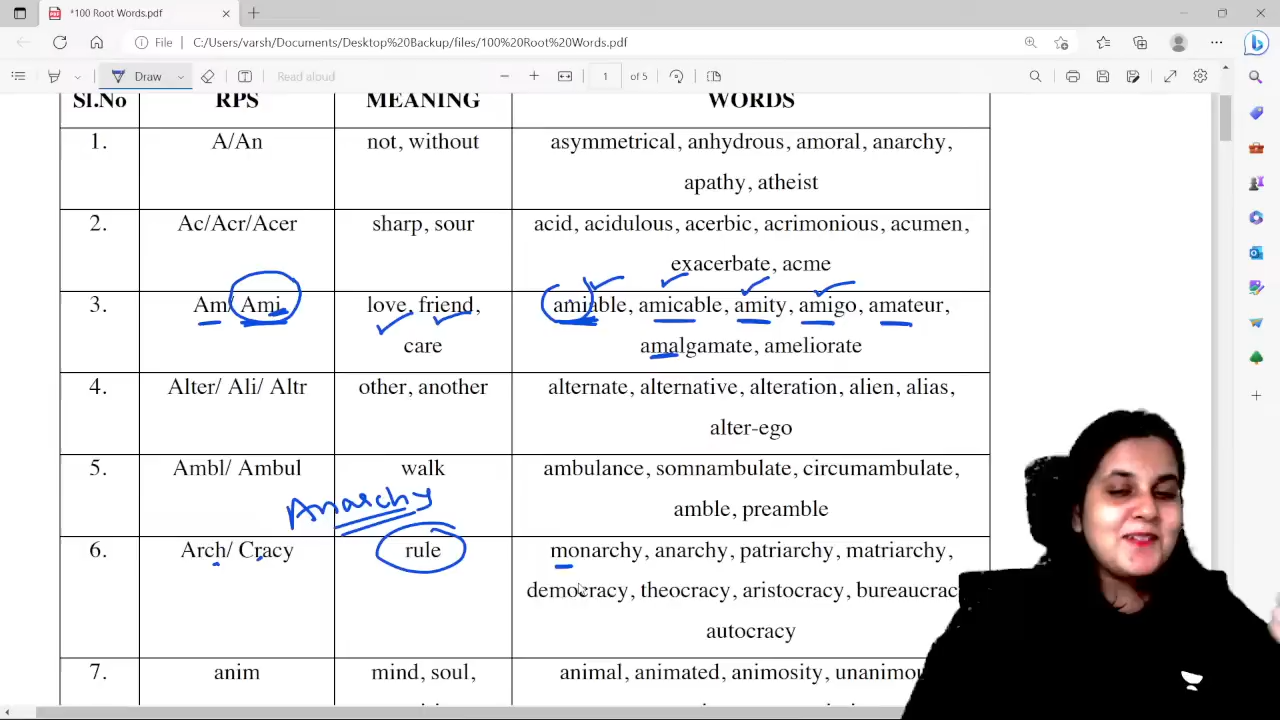 *100 Root Words.pdf
File C:/Users/varsh/Documents/Desktop%20Backup/files/100%20Root%20Words.pdf
Draw Read aloud 1 of 5
Sl.No RPS MEANING WORDS
1. A/An not, without asymmetrical, anhydrous, amoral, anarchy,
apathy, atheist
2. Ac/Acr/Acer sharp, sour acid, acidulous, acerbic, acrimonious, acumen,
exacerbate, acme
3. Am/ Ami love, friend, amiable, amicable, amity, amigo, amateur,
care amalgamate, ameliorate
4. Alter/ Ali/ Altr other, another alternate, alternative, alteration, alien, alias,
alter-ego
5. Ambl/ Ambul walk ambulance, somnambulate, circumambulate,
amble, preamble
Anarchy
6. Arch/ Cracy rule monarchy, anarchy, patriarchy, matriarchy,
democracy, theocracy, aristocracy, bureaucrac
autocracy
7. anim mind, soul, animal, animated, animosity, unanimou